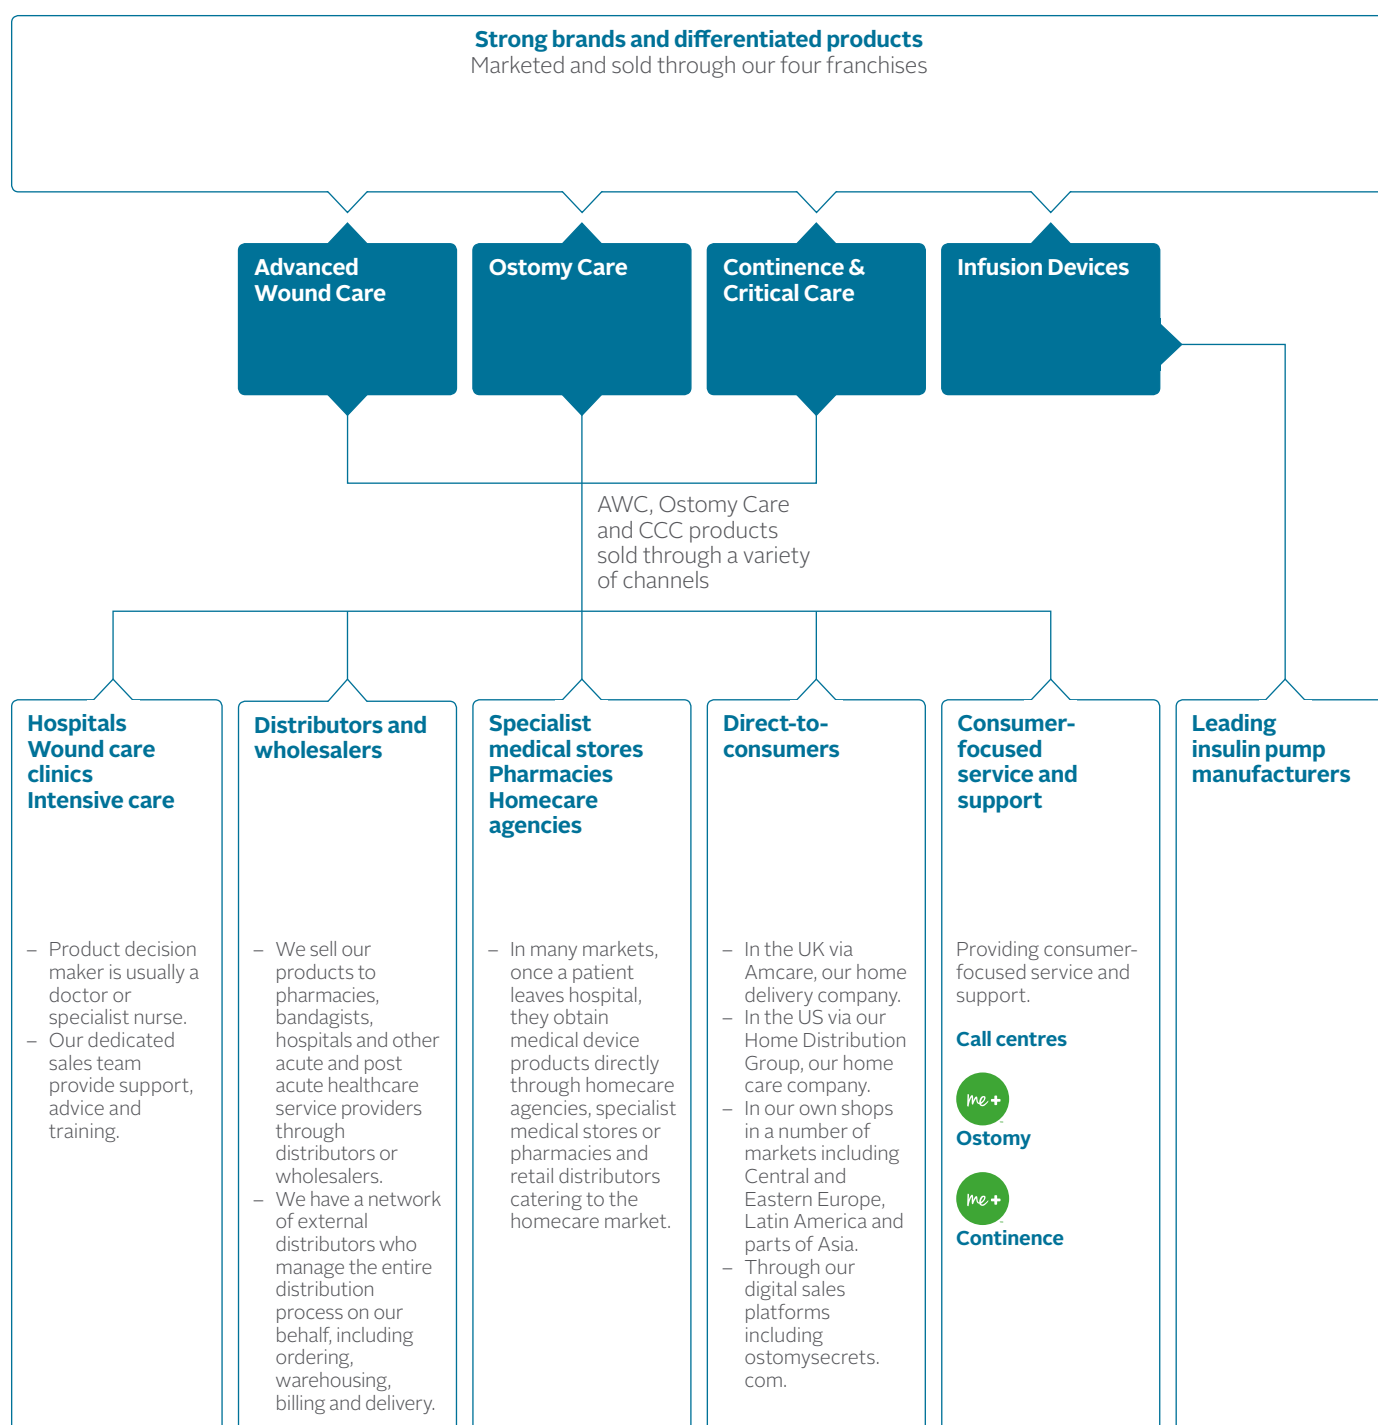 Strong brands and differentiated products
Marketed and sold through our four franchises
Advanced
Wound Care
Ostomy Care
Continence &
Critical Care
Infusion Devices
AWC, Ostomy Care
and CCC products
sold through a variety
of channels
Hospitals
Wound care
clinics
Intensive care
– Product decision
maker is usually a
doctor or
specialist nurse.
– Our dedicated
sales team
provide support,
advice and
training.
Distributors and
wholesalers
– We sell our
products to
pharmacies,
bandagists,
hospitals and other
acute and post
acute healthcare
service providers
through
distributors or
wholesalers.
– We have a network
of external
distributors who
manage the entire
distribution
process on our
behalf, including
ordering,
warehousing,
billing and delivery.
Specialist
medical stores
Pharmacies
Homecare
agencies
– In many markets,
once a patient
leaves hospital,
they obtain
medical device
products directly
through homecare
agencies, specialist
medical stores or
pharmacies and
retail distributors
catering to the
homecare market.
Direct-to-
consumers
– In the UK via
Amcare, our home
delivery company.
– In the US via our
Home Distribution
Group, our home
care company.
– In our own shops
in a number of
markets including
Central and
Eastern Europe,
Latin America and
parts of Asia.
– Through our
digital sales
platforms
including
ostomysecrets.
com.
Consumer-
focused
service and
support
Providing consumer-
focused service and
support.
Call centres
me+
Ostomy
me+
Continence
Leading
insulin pump
manufacturers